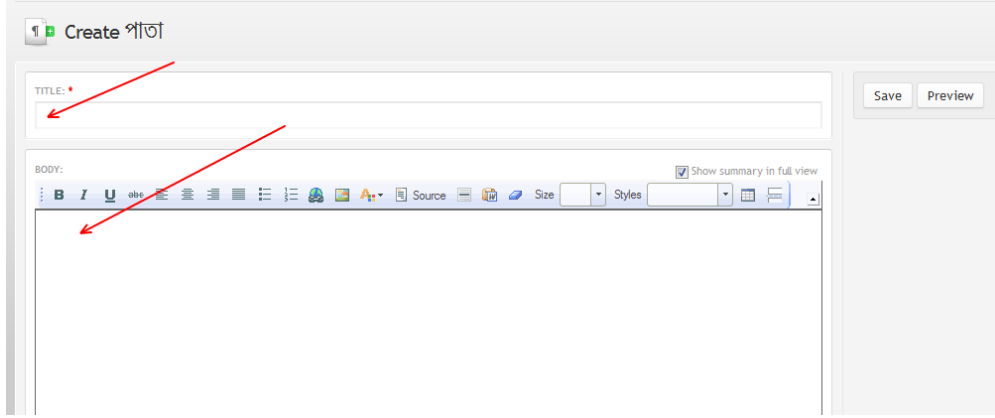 Create পাতা
TITLE: *
Save Preview
BODY:
Show summary in full view
B I U abc Source Size Styles